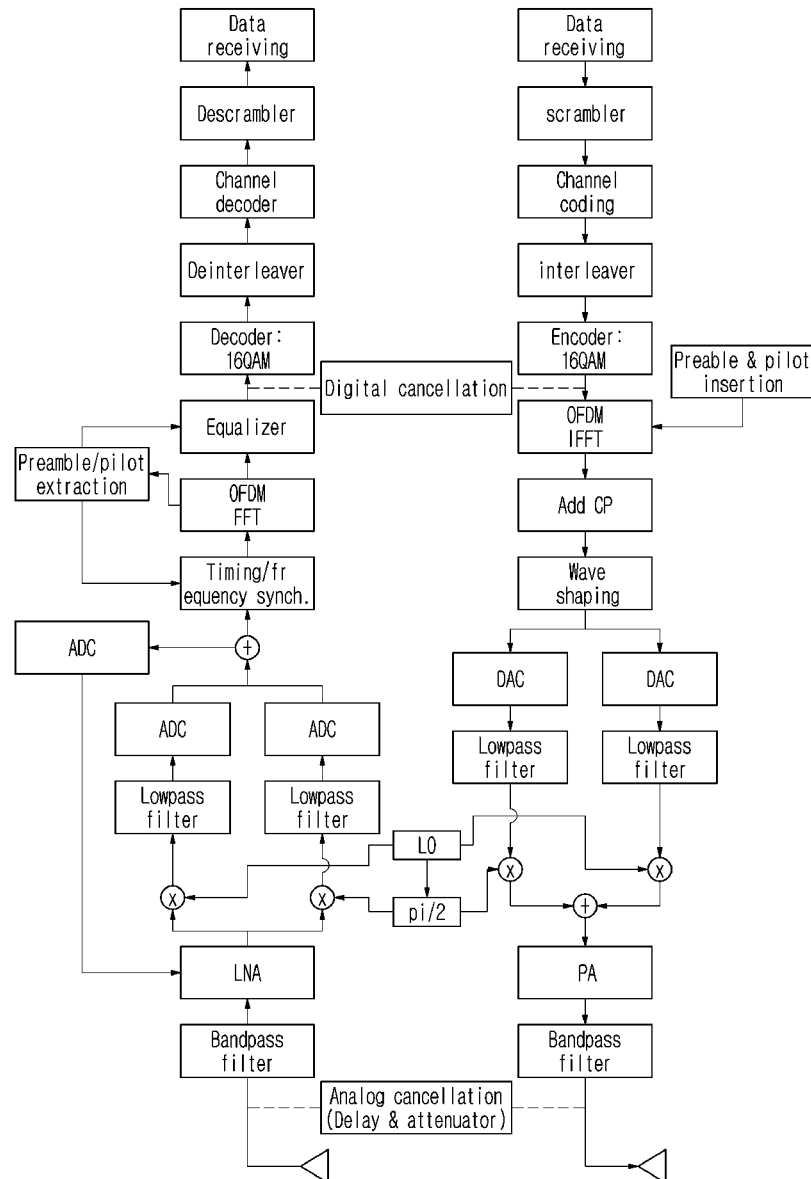 Data
receiving
Data
receiving
Descrambler
scrambler
Channel
decoder
Channel
coding
Deinterleaver
interleaver
Decoder:
16QAM
Encoder:
16QAM
Preable & pilot
insertion
Digital cancellation
Equalizer
OFDM
IFFT
Preamble/pilot
extraction
OFDM
FFT
Add CP
Timing/fr
equency synch.
Wave
shaping
ADC
+
DAC
DAC
ADC
ADC
Lowpass
filter
Lowpass
filter
Lowpass
filter
Lowpass
filter
LO
X
X
X
X
pi/2
+
LNA
PA
Bandpass
filter
Bandpass
filter
Analog cancellation
(Delay & attenuator)